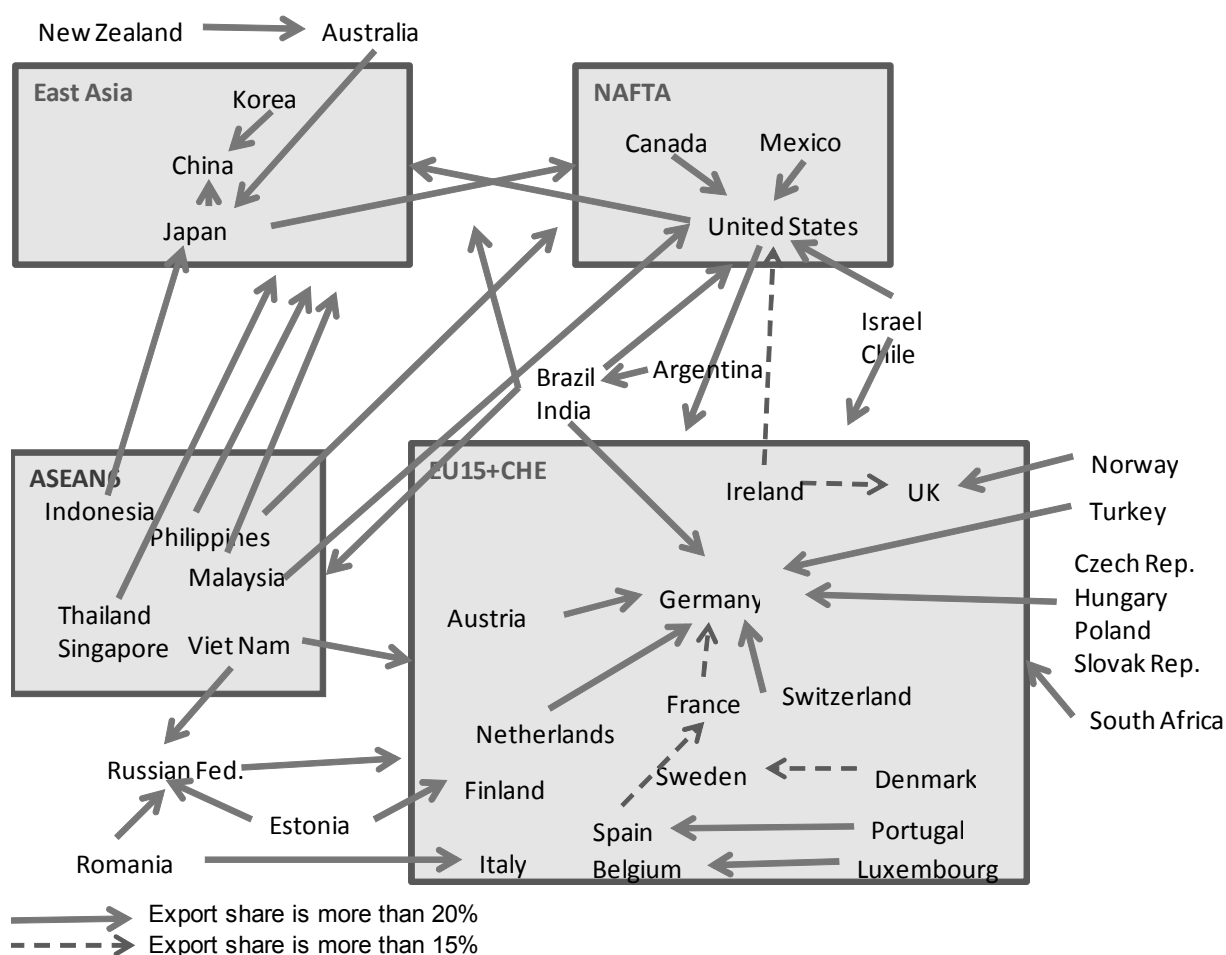 New Zealand
Australia
East Asia
Korea
China
Japan
NAFTA
Canada
Mexico
United States
Israel
Chile
Brazil
Argentina
India
ASEAN6
Indonesia
Philippines
Malaysia
Thailand
Singapore
Viet Nam
EU15+CHE
Ireland
UK
Norway
Turkey
Czech Rep.
Hungary
Poland
Slovak Rep.
South Africa
Austria
Germany
France
Switzerland
Netherlands
Sweden
Denmark
Finland
Spain
Portugal
Italy
Belgium
Luxembourg
Russian Fed.
Estonia
Romania
Export share is more than 20%
Export share is more than 15%